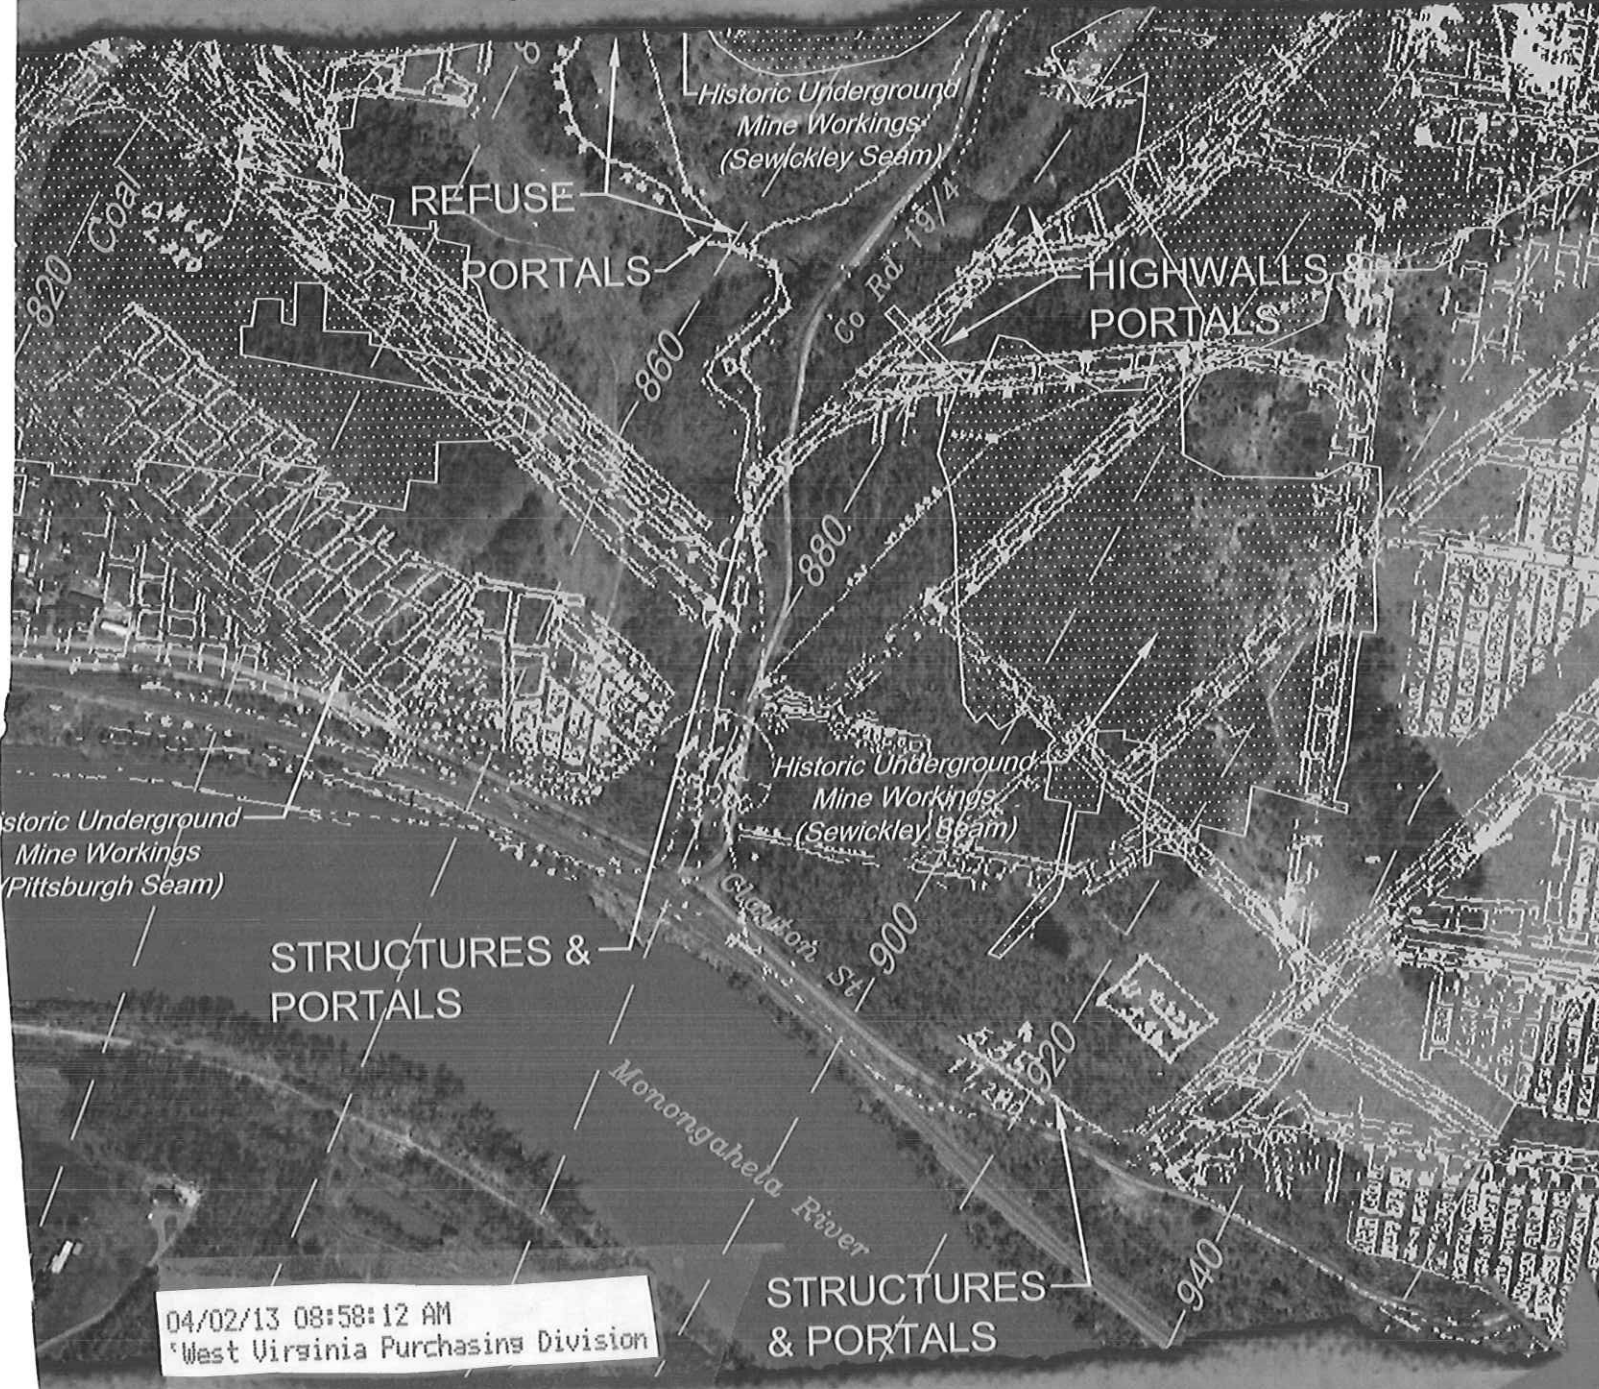 Historic Underground
Mine Workings
(Sewickley Seam)
REFUSE
PORTALS
Co Rd 19/4
HIGHWALLS &
PORTALS
Coal
820
860
880
Historic Underground
Mine Workings
(Sewickley Seam)
storic Underground
Mine Workings
(Pittsburgh Seam)
STRUCTURES &
PORTALS
Clayton St
900
920
Monongahela River
940
STRUCTURES
& PORTALS
04/02/13 08:58:12 AM
West Virginia Purchasing Division